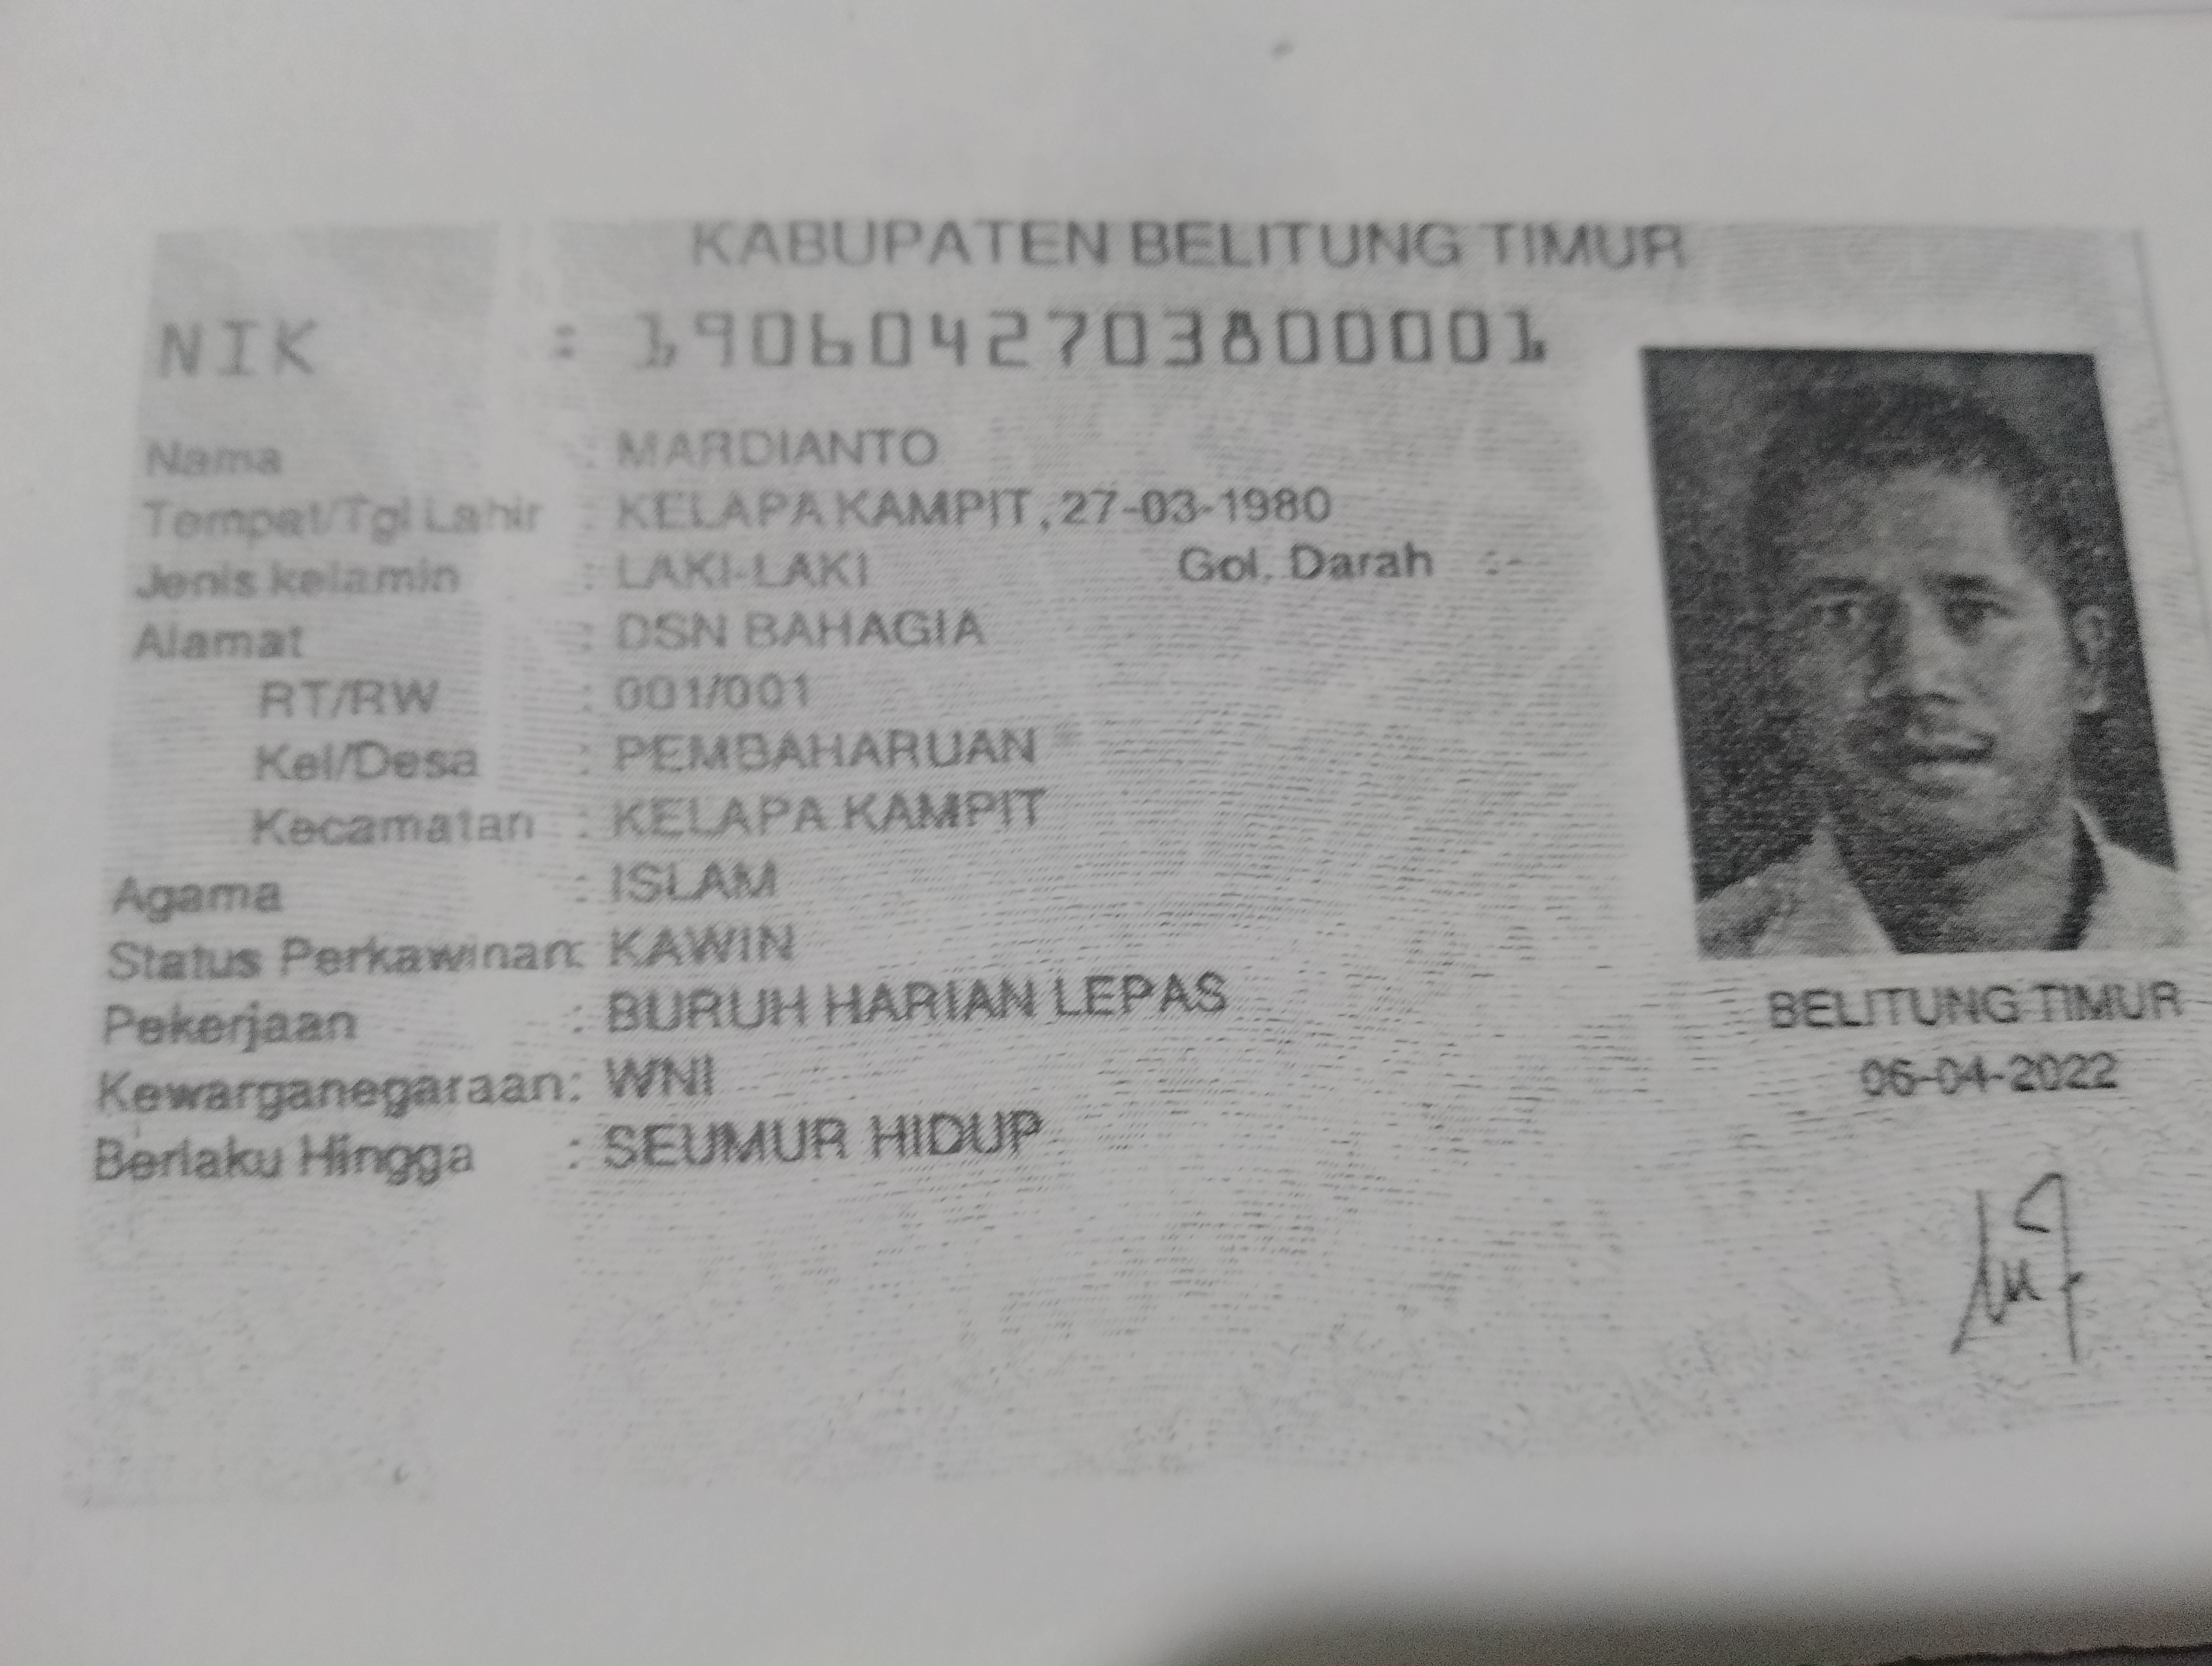 KABUPATEN BELITUNG TIMUR
NIK : 1906042703800001
Nama : MARDIANTO
Tempat/Tgl Lahir : KELAPA KAMPIT, 27-03-1980
Jenis kelamin : LAKI-LAKI Gol. Darah :-
Alamat : DSN BAHAGIA
RT/RW : 001/001
Kel/Desa : PEMBAHARUAN
Kecamatan : KELAPA KAMPIT
Agama : ISLAM
Status Perkawinan: KAWIN
Pekerjaan : BURUH HARIAN LEPAS
Kewarganegaraan: WNI
Berlaku Hingga : SEUMUR HIDUP
BELITUNG TIMUR
06-04-2022